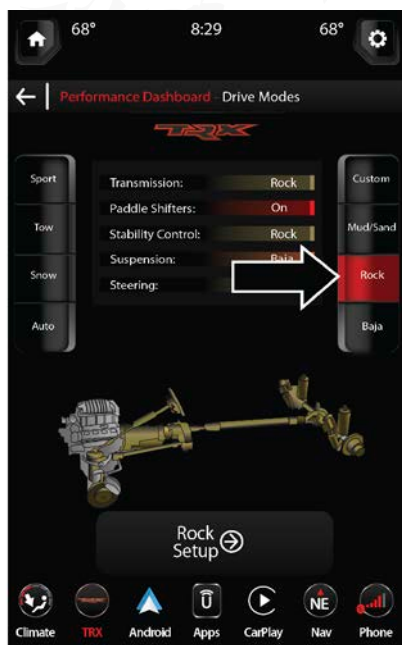 68° 8:29 68°
Performance Dashboard - Drive Modes
TRX
Sport
Tow
Snow
Auto
Transmission: Rock
Paddle Shifters: On
Stability Control: Rock
Suspension: Baja
Steering:
Custom
Mud/Sand
Rock
Baja
Rock
Setup
Climate
TRX
Android
Apps
CarPlay
NE
Nav
Phone